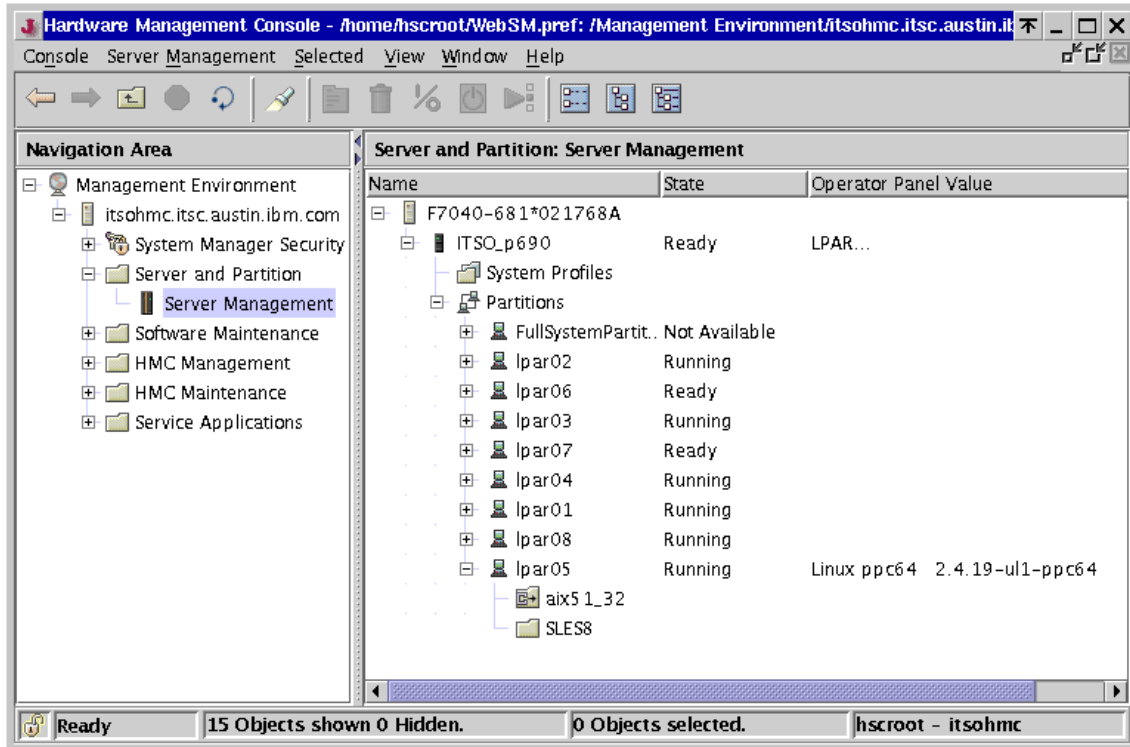 Hardware Management Console - /home/hscroot/WebSM.pref: /Management Environment/itsohmc.itsc.austin.ib
Console Server Management Selected View Window Help
Navigation Area
Management Environment
itsohmc.itsc.austin.ibm.com
System Manager Security
Server and Partition
Server Management
Software Maintenance
HMC Management
HMC Maintenance
Service Applications
Server and Partition: Server Management
Name State Operator Panel Value
F7040-681*021768A
ITSO_p690 Ready LPAR...
System Profiles
Partitions
FullSystemPartit.. Not Available
lpar02 Running
lpar06 Ready
lpar03 Running
lpar07 Ready
lpar04 Running
lpar01 Running
lpar08 Running
lpar05 Running Linux ppc64 2.4.19-ul1-ppc64
aix51_32
SLES8
Ready 15 Objects shown 0 Hidden. 0 Objects selected. hscroot - itsohmc